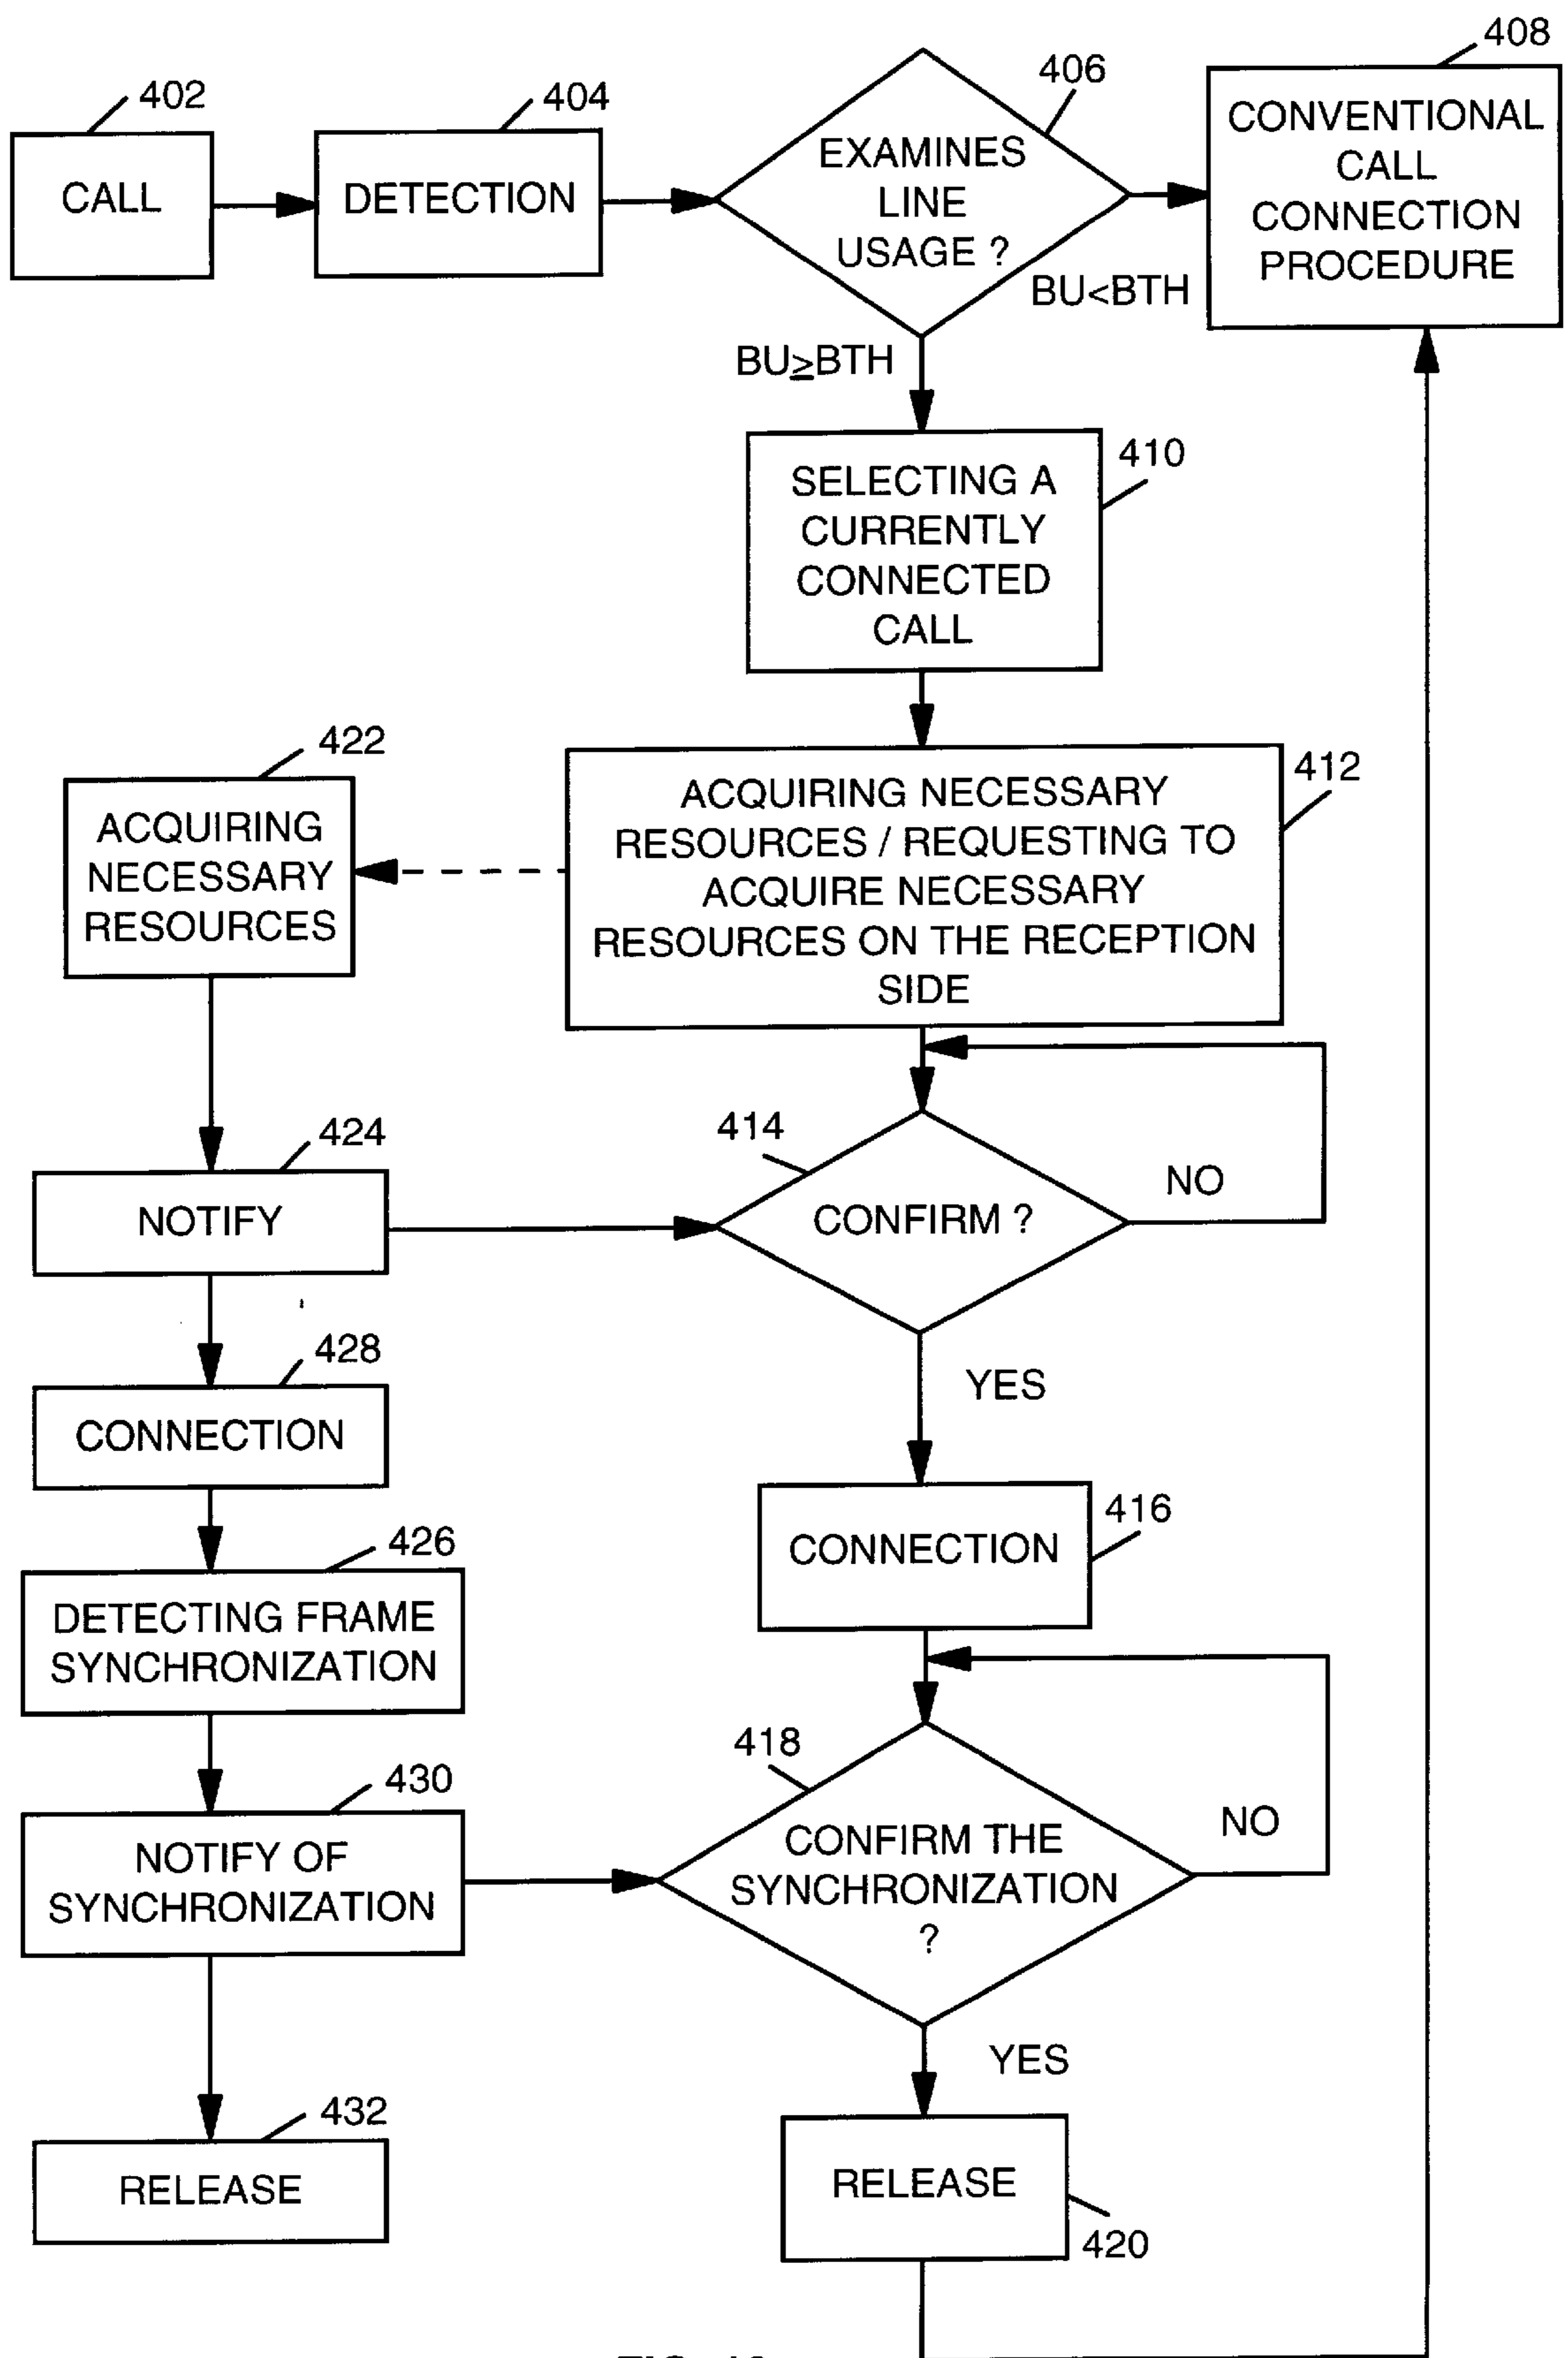 402
CALL
404
DETECTION
406
EXAMINES
LINE
USAGE ?
408
CONVENTIONAL
CALL
CONNECTION
PROCEDURE
BU<BTH
BU≥BTH
410
SELECTING A
CURRENTLY
CONNECTED
CALL
422
ACQUIRING
NECESSARY
RESOURCES
412
ACQUIRING NECESSARY
RESOURCES / REQUESTING TO
ACQUIRE NECESSARY
RESOURCES ON THE RECEPTION
SIDE
424
NOTIFY
414
CONFIRM ?
NO
YES
428
CONNECTION
416
CONNECTION
426
DETECTING FRAME
SYNCHRONIZATION
430
NOTIFY OF
SYNCHRONIZATION
418
CONFIRM THE
SYNCHRONIZATION
?
NO
YES
432
RELEASE
RELEASE
420